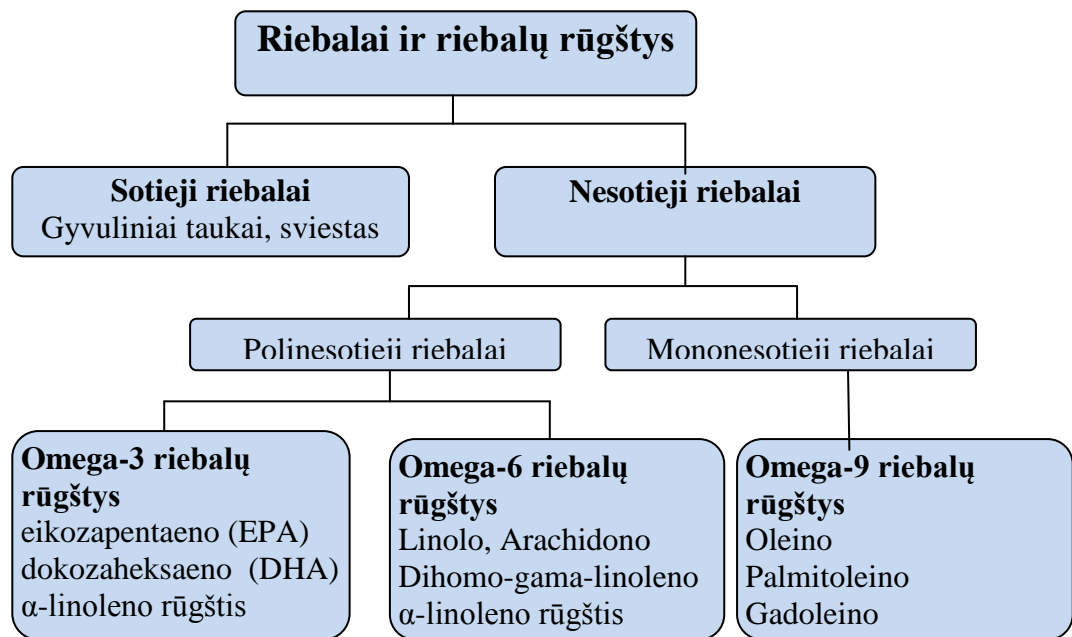 Riebalai ir riebalų rūgštys
Sotieji riebalai
Gyvuliniai taukai, sviestas
Nesotieji riebalai
Polinesotieji riebalai
Mononesotieji riebalai
Omega-3 riebalų
rūgštys
eikozapentaeno (EPA)
dokozaheksaeno (DHA)
α-linoleno rūgštis
Omega-6 riebalų
rūgštys
Linolo, Arachidono
Dihomo-gama-linoleno
α-linoleno rūgštis
Omega-9 riebalų
rūgštys
Oleino
Palmitoleino
Gadoleino